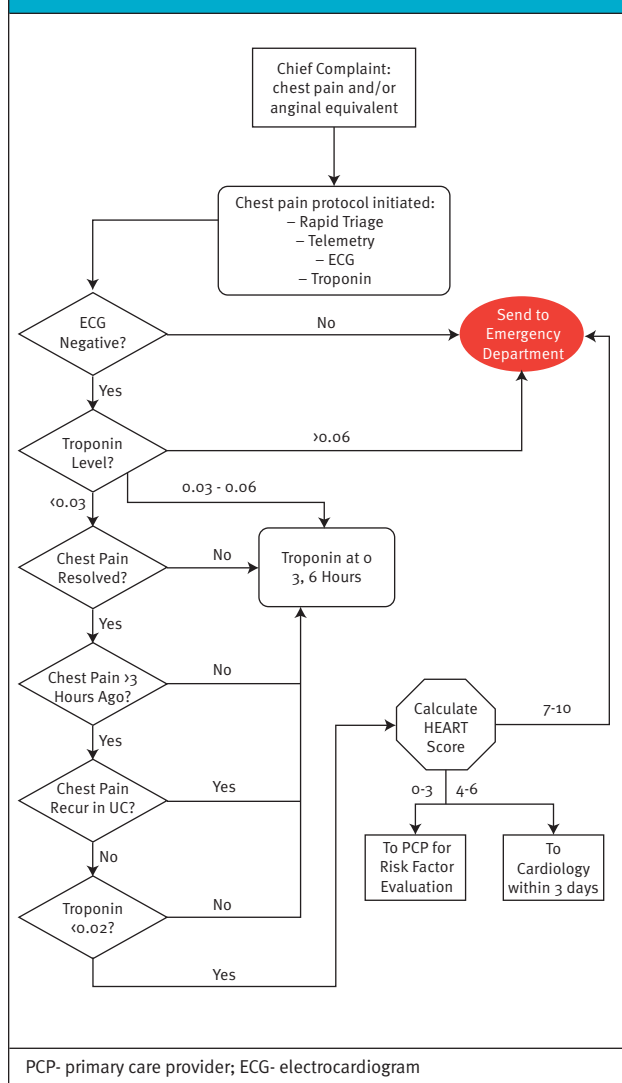 Chief Complaint:
chest pain and/or
anginal equivalent
Chest pain protocol initiated:
– Rapid Triage
– Telemetry
– ECG
– Troponin
ECG
Negative?
No
Send to
Emergency
Department
Yes
Troponin
Level?
>0.06
<0.03
0.03 - 0.06
Chest Pain
Resolved?
No
Troponin at 0
3, 6 Hours
Yes
Chest Pain >3
Hours Ago?
No
Yes
Chest Pain
Recur in UC?
Yes
No
Troponin
<0.02?
No
Yes
Calculate
HEART
Score
7-10
0-3
4-6
To PCP for
Risk Factor
Evaluation
To
Cardiology
within 3 days
PCP- primary care provider; ECG- electrocardiogram